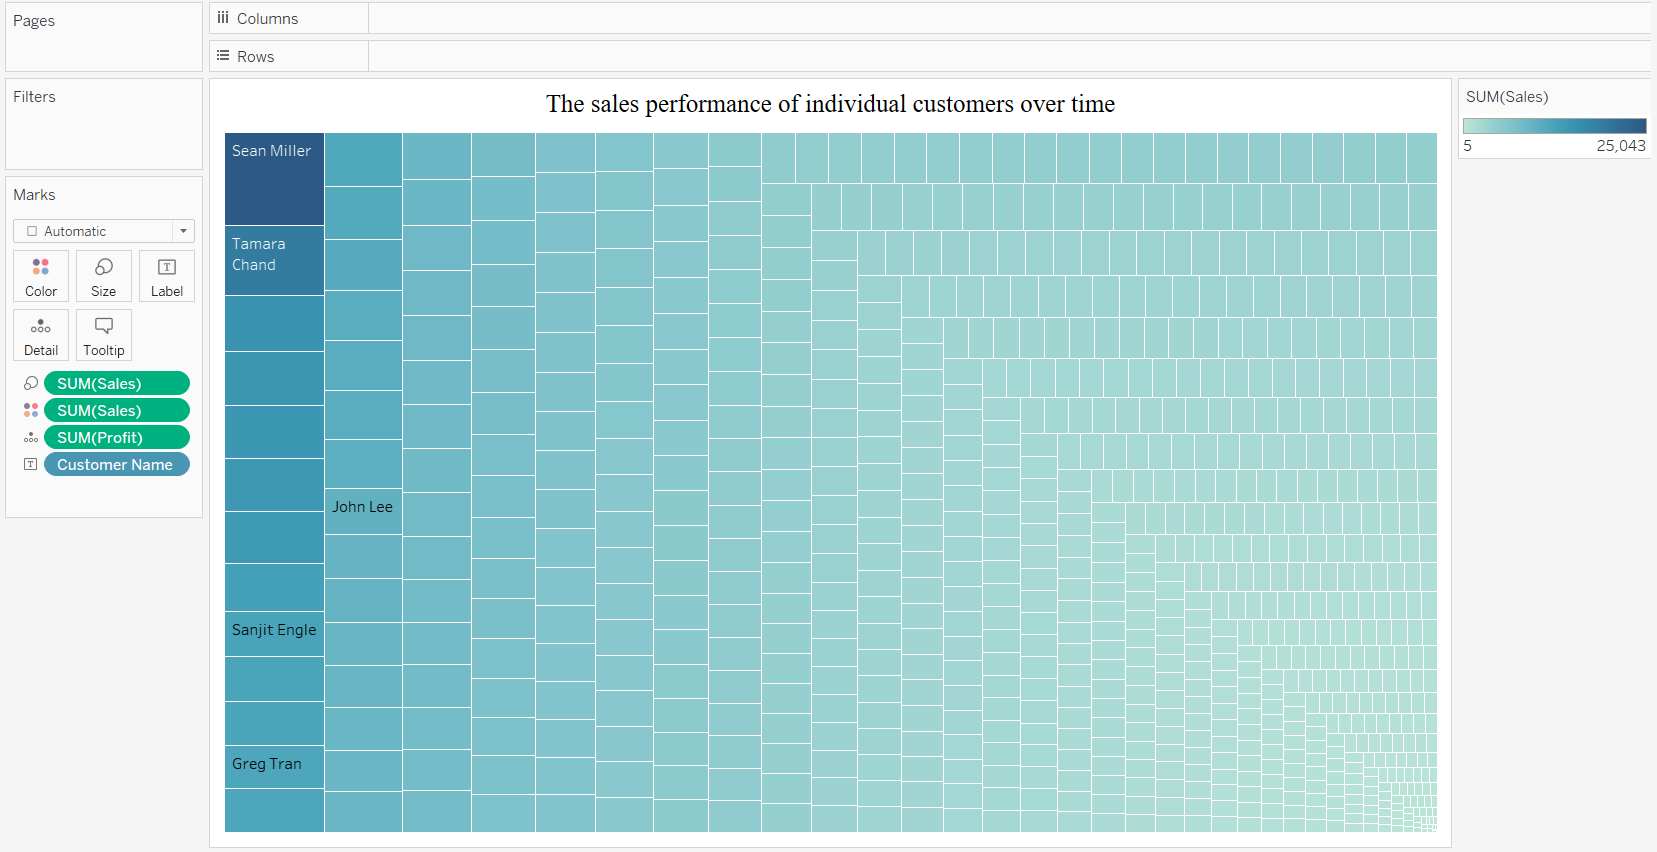 Pages
Columns
Rows
Filters
The sales performance of individual customers over time
SUM(Sales)
5 25,043
Marks
Automatic
Color Size Label
Detail Tooltip
SUM(Sales)
SUM(Sales)
SUM(Profit)
T Customer Name
Sean Miller
Tamara
Chand
John Lee
Sanjit Engle
Greg Tran